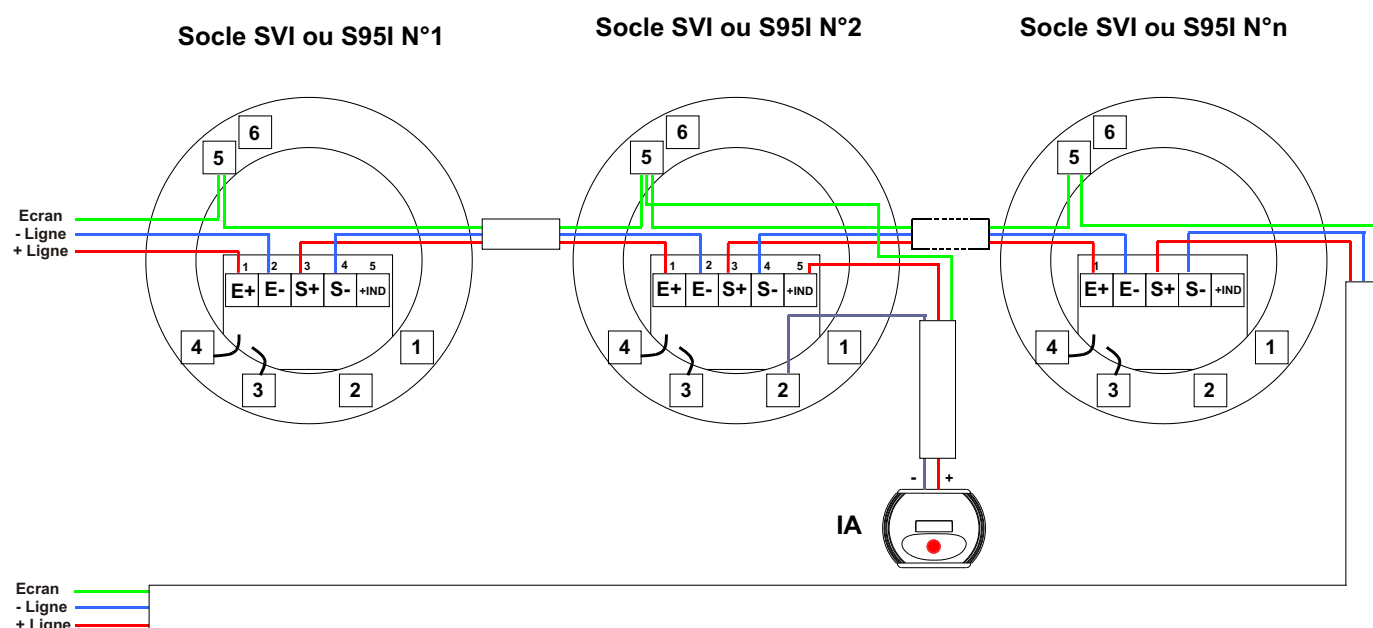 Socle SVI ou S95I N°1
Socle SVI ou S95I N°2
Socle SVI ou S95I N°n
6
5
6
5
6
5
Ecran
- Ligne
+ Ligne
1 2 3 4 5
E+ E- S+ S- +IND
1 2 3 4 5
E+ E- S+ S- +IND
1
E+ E- S+ S- +IND
4 1
3 2
4 1
3 2
4 1
3 2
- +
IA
Ecran
- Ligne
+ Ligne